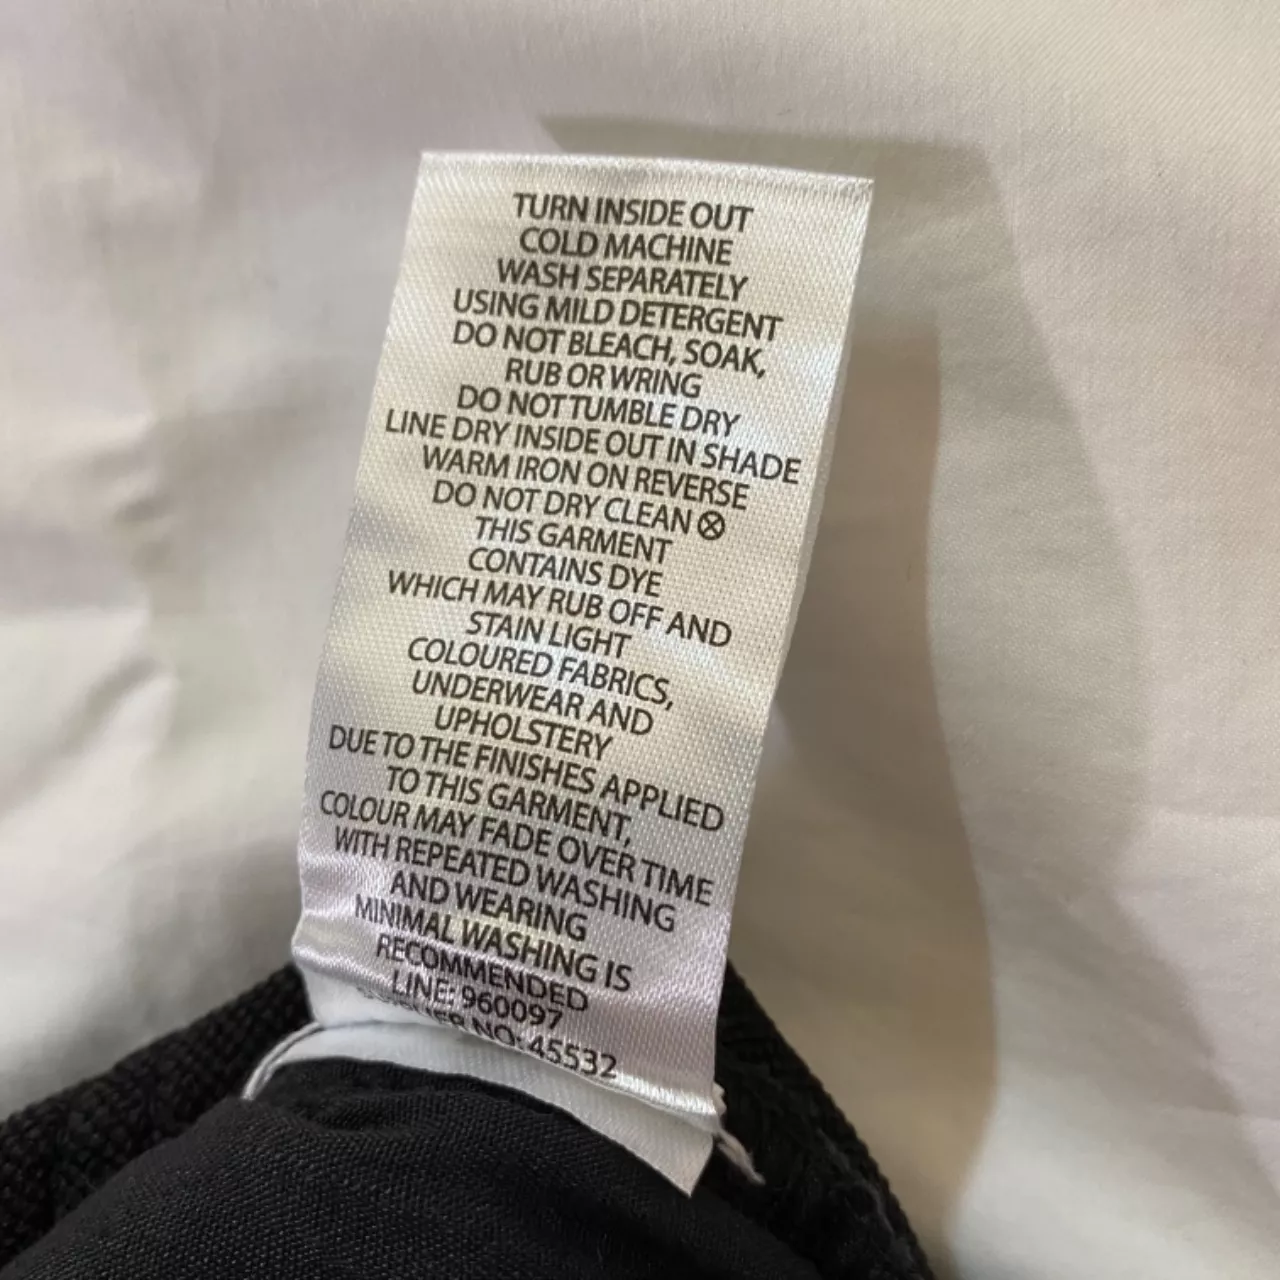 TURN INSIDE OUT
COLD MACHINE
WASH SEPARATELY
USING MILD DETERGENT
DO NOT BLEACH, SOAK,
RUB OR WRING
DO NOT TUMBLE DRY
LINE DRY INSIDE OUT IN SHADE
WARM IRON ON REVERSE
DO NOT DRY CLEAN
THIS GARMENT
CONTAINS DYE
WHICH MAY RUB OFF AND
STAIN LIGHT
COLOURED FABRICS,
UNDERWEAR AND
UPHOLSTERY
DUE TO THE FINISHES APPLIED
TO THIS GARMENT,
COLOUR MAY FADE OVER TIME
WITH REPEATED WASHING
AND WEARING
MINIMAL WASHING IS
RECOMMENDED
LINE: 960097
NO: 45532